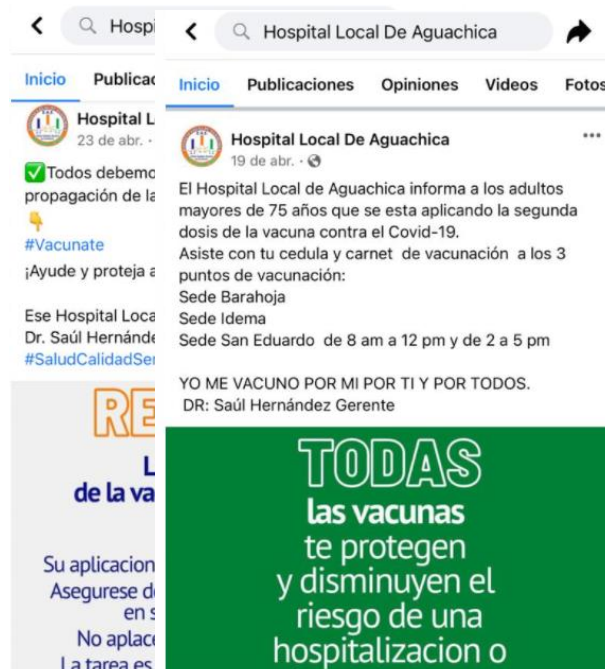 Hospi
Inicio Publicac
Hospital L
23 de abr. ·
Todos debemo
propagación de la
#Vacunate
¡Ayude y proteja a
Ese Hospital Loca
Dr. Saúl Hernánde
#SaludCalidadSer
RE
L
de la va
Su aplicacion
Asegurese d
en s
No aplace
La tarea es
Hospital Local De Aguachica
Inicio Publicaciones Opiniones Videos Fotos
Hospital Local De Aguachica
19 de abr. ·
El Hospital Local de Aguachica informa a los adultos
mayores de 75 años que se esta aplicando la segunda
dosis de la vacuna contra el Covid-19.
Asiste con tu cedula y carnet de vacunación a los 3
puntos de vacunación:
Sede Barahoja
Sede Idema
Sede San Eduardo de 8 am a 12 pm y de 2 a 5 pm
YO ME VACUNO POR MI POR TI Y POR TODOS.
DR: Saúl Hernández Gerente
TODAS
las vacunas
te protegen
y disminuyen el
riesgo de una
hospitalizacion o